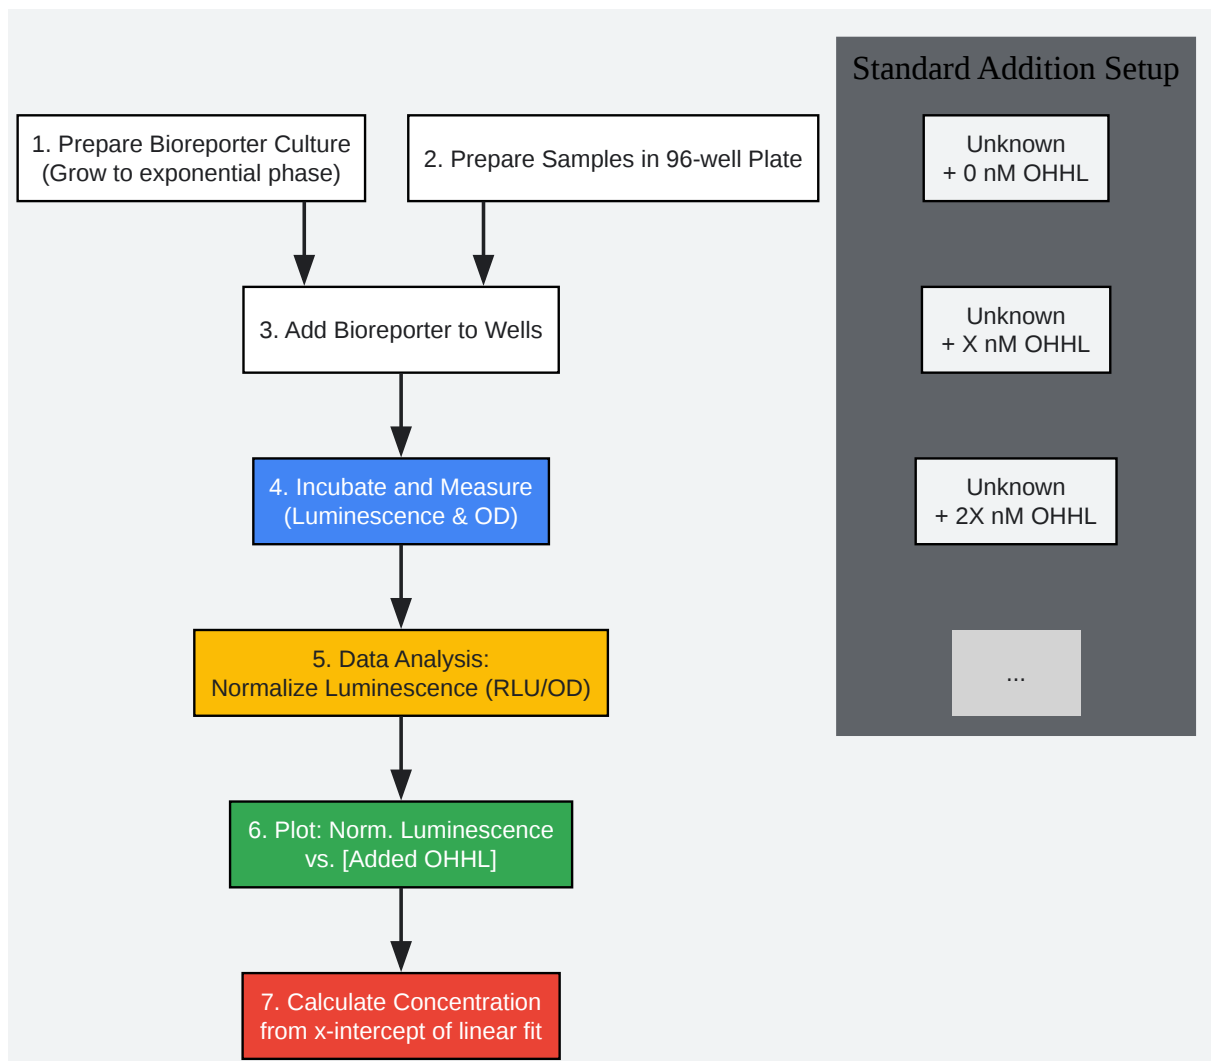 1. Prepare Bioreporter Culture
(Grow to exponential phase)
2. Prepare Samples in 96-well Plate
3. Add Bioreporter to Wells
4. Incubate and Measure
(Luminescence & OD)
5. Data Analysis:
Normalize Luminescence (RLU/OD)
6. Plot: Norm. Luminescence
vs. [Added OHHL]
7. Calculate Concentration
from x-intercept of linear fit
Standard Addition Setup
Unknown
+ 0 nM OHHL
Unknown
+ X nM OHHL
Unknown
+ 2X nM OHHL
...